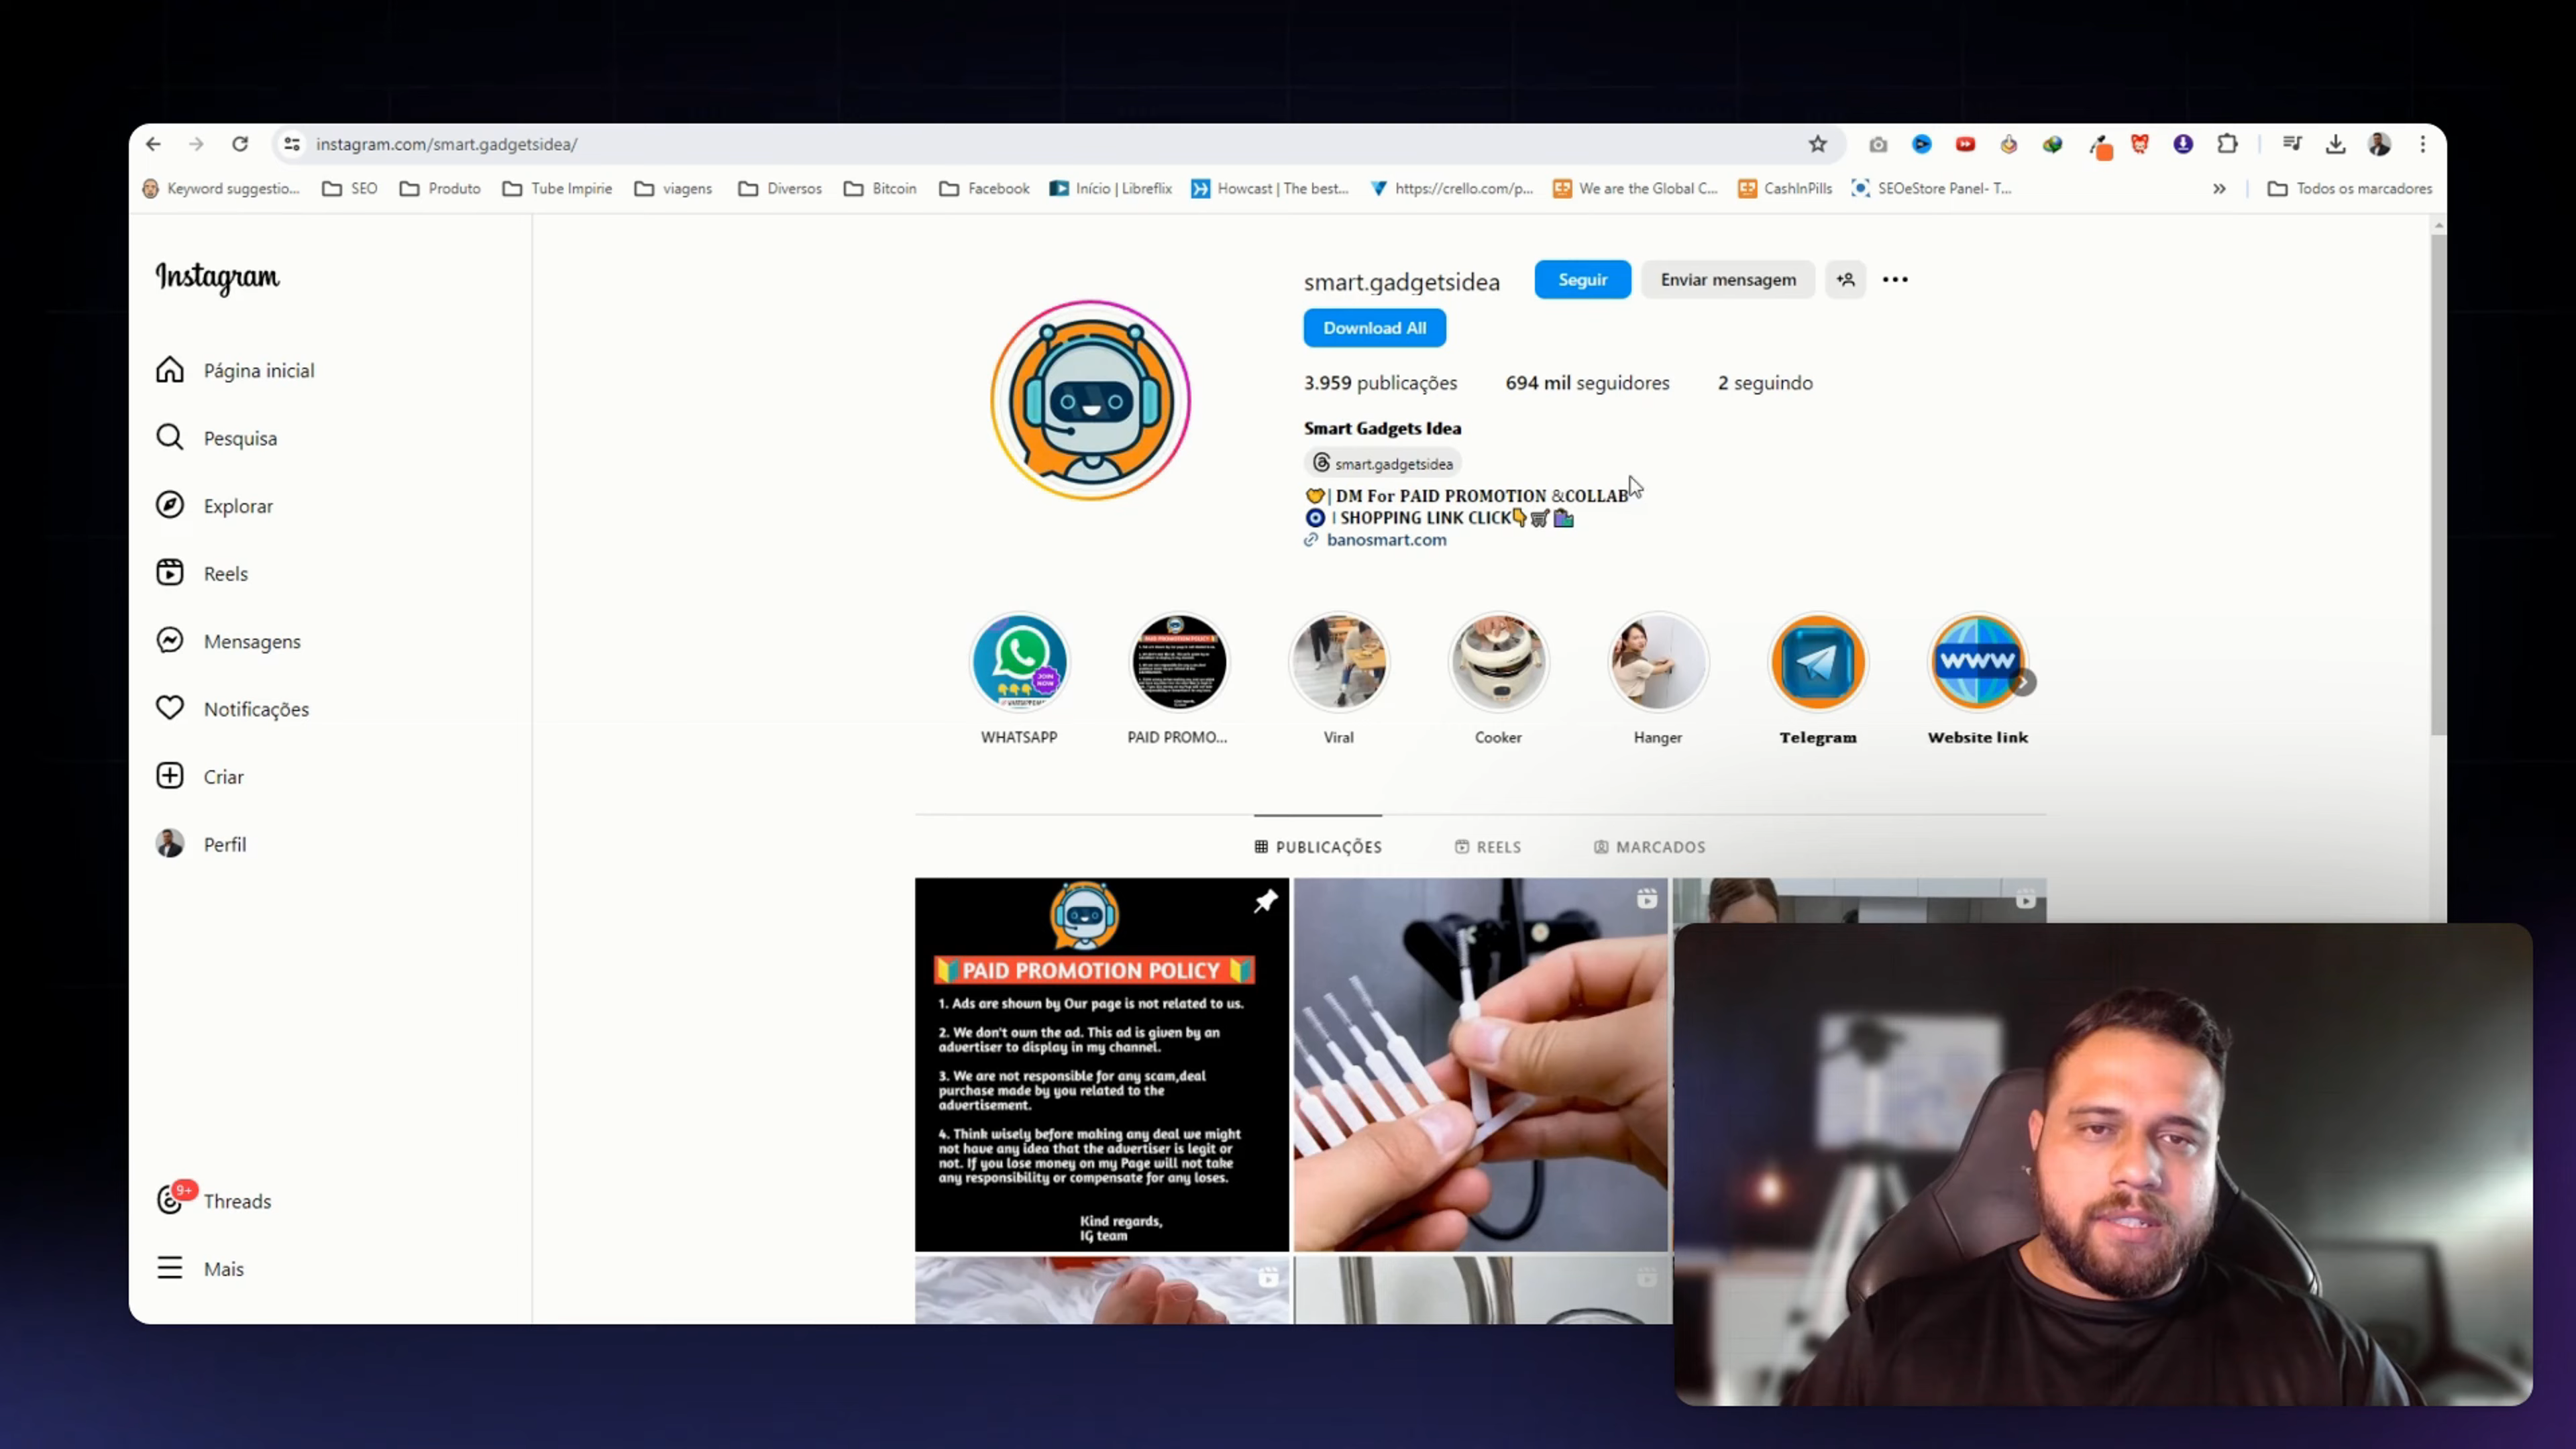 instagram.com/smart.gadgetsidea/
Keyword suggestio...
SEO
Produto
Tube Impirie
viagens
Diversos
Bitcoin
Facebook
Início | Libreflix
Howcast | The best...
https://crello.com/p...
We are the Global C...
CashInPills
SEOeStore Panel- T...
»
Todos os marcadores
Instagram
Página inicial
Pesquisa
Explorar
Reels
Mensagens
Notificações
Criar
Perfil
9+
Threads
Mais
smart.gadgetsidea
Seguir
Enviar mensagem
Download All
3.959 publicações
694 mil seguidores
2 seguindo
Smart Gadgets Idea
smart.gadgetsidea
| DM For PAID PROMOTION &COLLAB
| SHOPPING LINK CLICK
banosmart.com
JOIN
NOW
WHATSAPP
PAID PROMO...
Viral
Cooker
Hanger
Telegram
WWW
Website link
PUBLICAÇÕES
REELS
MARCADOS
PAID PROMOTION POLICY
1. Ads are shown by Our page is not related to us.
2. We don't own the ad. This ad is given by an
advertiser to display in my channel.
3. We are not responsible for any scam,deal
purchase made by you related to the
advertisement.
4. Think wisely before making any deal we might
not have any idea that the advertiser is legit or
not. If you lose money on my Page will not take
any responsibility or compensate for any loses.
Kind regards,
IG team